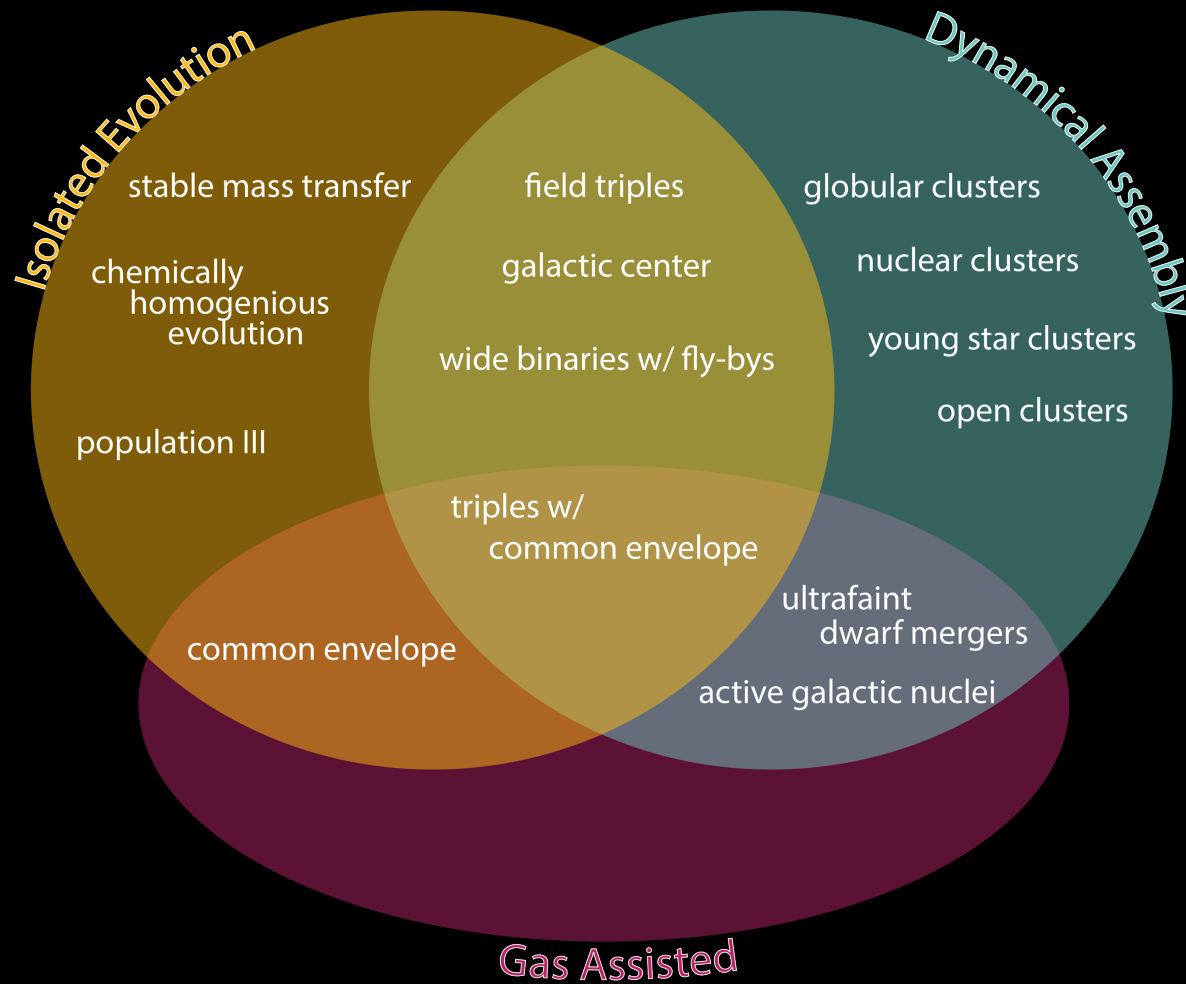 Isolated Evolution
Dynamical Assembly
stable mass transfer
chemically
homogenious
evolution
population III
field triples
galactic center
wide binaries w/ fly-bys
globular clusters
nuclear clusters
young star clusters
open clusters
triples w/
common envelope
common envelope
ultrafaint
dwarf mergers
active galactic nuclei
Gas Assisted